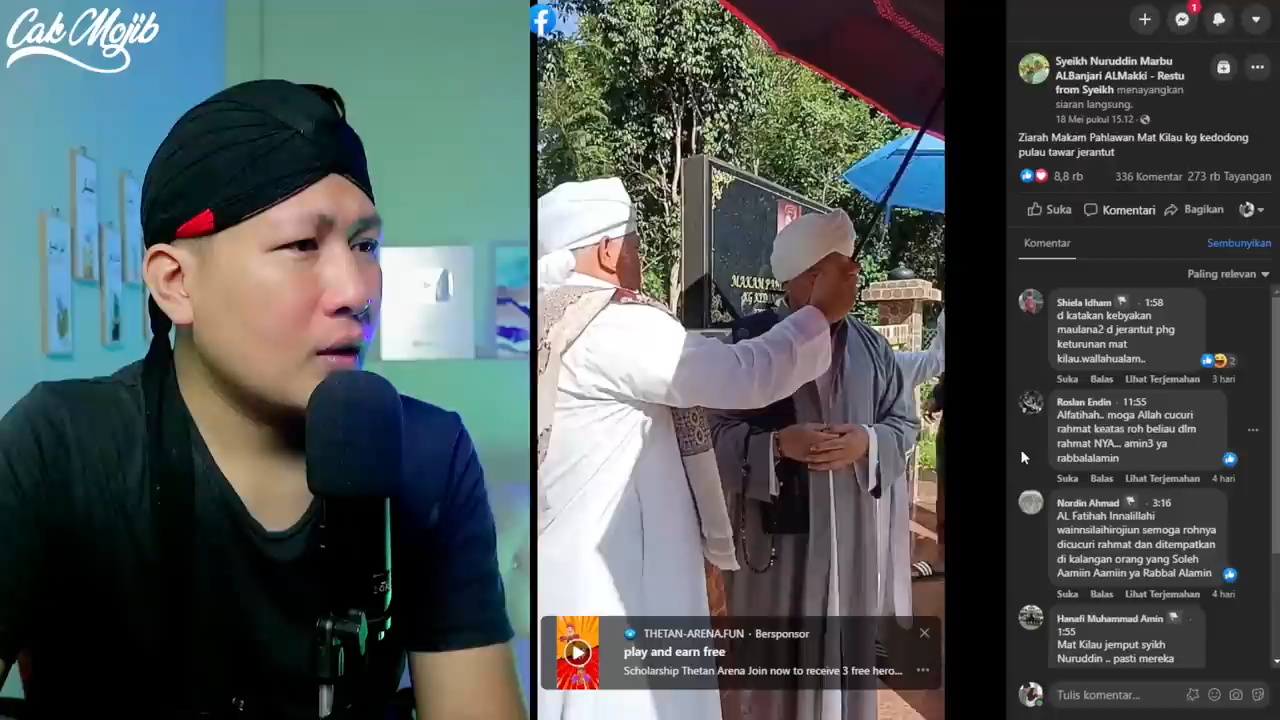 Cak Mojib
1
Syeikh Nuruddin Marbu
ALBanjari ALMakki - Restu
from Syeikh menayangkan
siaran langsung.
18 Mei pukul 15.12 ·
Ziarah Makam Pahlawan Mat Kilau kg kedodong
pulau tawar jerantut
8,8 rb
336 Komentar 273 rb Tayangan
Suka
Komentari
Bagikan
Komentar
Sembunyikan
Paling relevan
Shiela Idham · 1:58
d katakan kebyakan
maulana2 d jerantut phg
keturunan mat
kilau.wallahualam..
2
Suka Balas Lihat Terjemahan 3 hari
Roslan Endin · 11:55
Alfatihah.. moga Allah cucuri
rahmat keatas roh beliau dlm
rahmat NYA... amin3 ya
rabbalalamin
Suka Balas Lihat Terjemahan 4 hari
Nordin Ahmad · 3:16
AL Fatihah Innalillahi
wainnsilaihirojiun semoga rohnya
dicucuri rahmat dan ditempatkan
di kalangan orang yang Soleh
Aamiin Aamiin ya Rabbal Alamin
Suka Balas Lihat Terjemahan 4 hari
Hanafi Muhammad Amin ·
1:55
Mat Kilau jemput syikh
Nuruddin .. pasti mereka
Tulis komentar...
MAKAM
THETAN-ARENA.FUN · Bersponsor
play and earn free
Scholarship Thetan Arena Join now to receive 3 free hero...